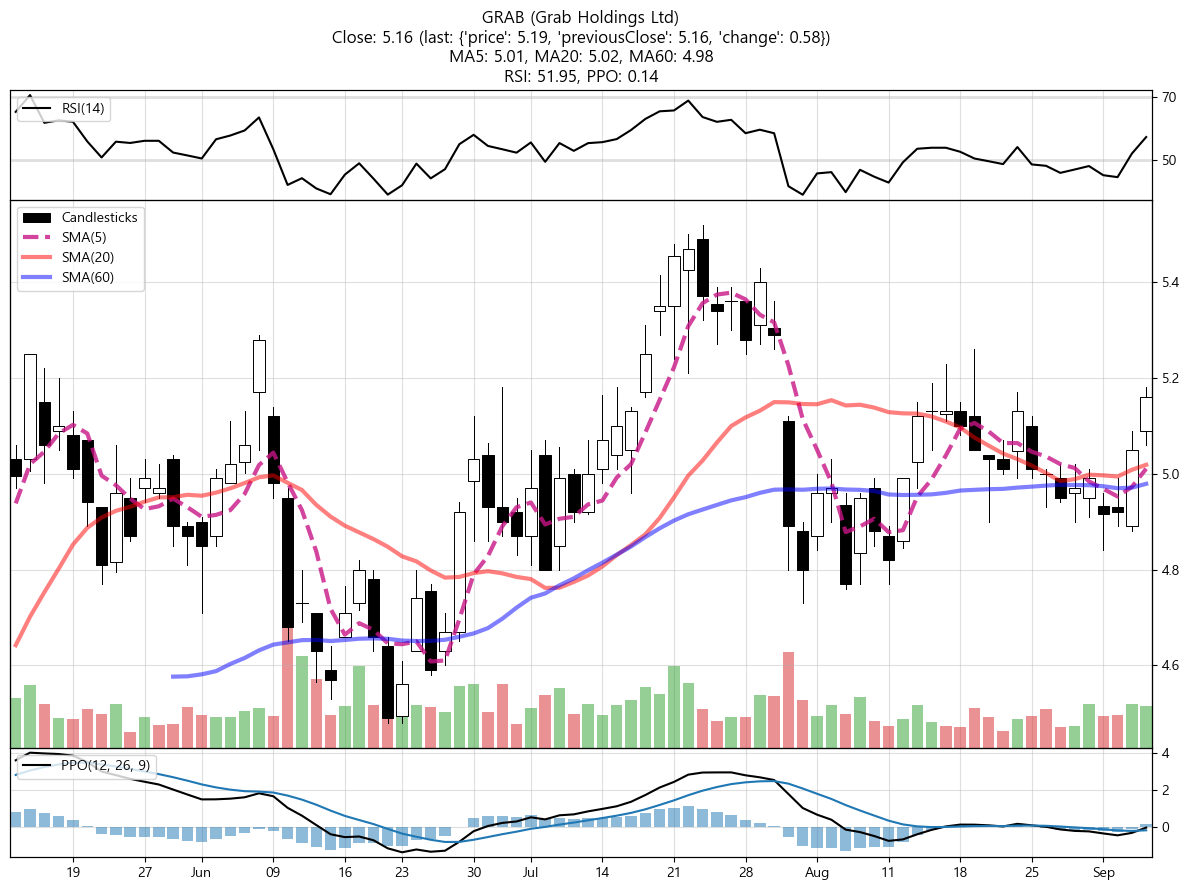 GRAB (Grab Holdings Ltd)
Close: 5.16 (last: {'price': 5.19, 'previousClose': 5.16, 'change': 0.58})
MA5: 5.01, MA20: 5.02, MA60: 4.98
RSI: 51.95, PPO: 0.14
RSI(14)
70
50
Candlesticks
SMA(5)
SMA(20)
SMA(60)
5.4
5.2
5.0
4.8
4.6
PPO(12, 26, 9)
4
2
0
19 27 Jun 09 16 23 30 Jul 14 21 28 Aug 11 18 25 Sep